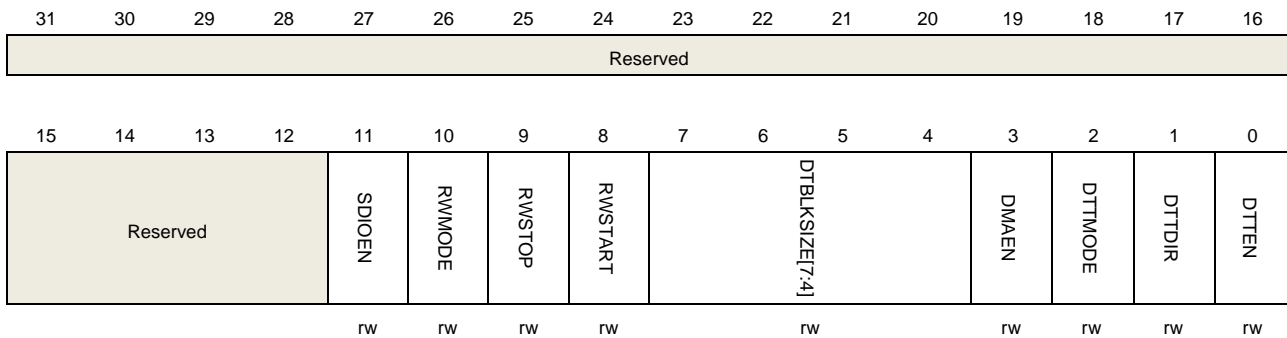 31 30 29 28 27 26 25 24 23 22 21 20 19 18 17 16
Reserved
15 14 13 12 11 10 9 8 7 6 5 4 3 2 1 0
Reserved
SDIOEN
RWMODE
RWSTOP
RWSTART
DTBLKSIZE[7:4]
DMAEN
DTTMODE
DTTDIR
DTTEN
rw rw rw rw rw rw rw rw rw